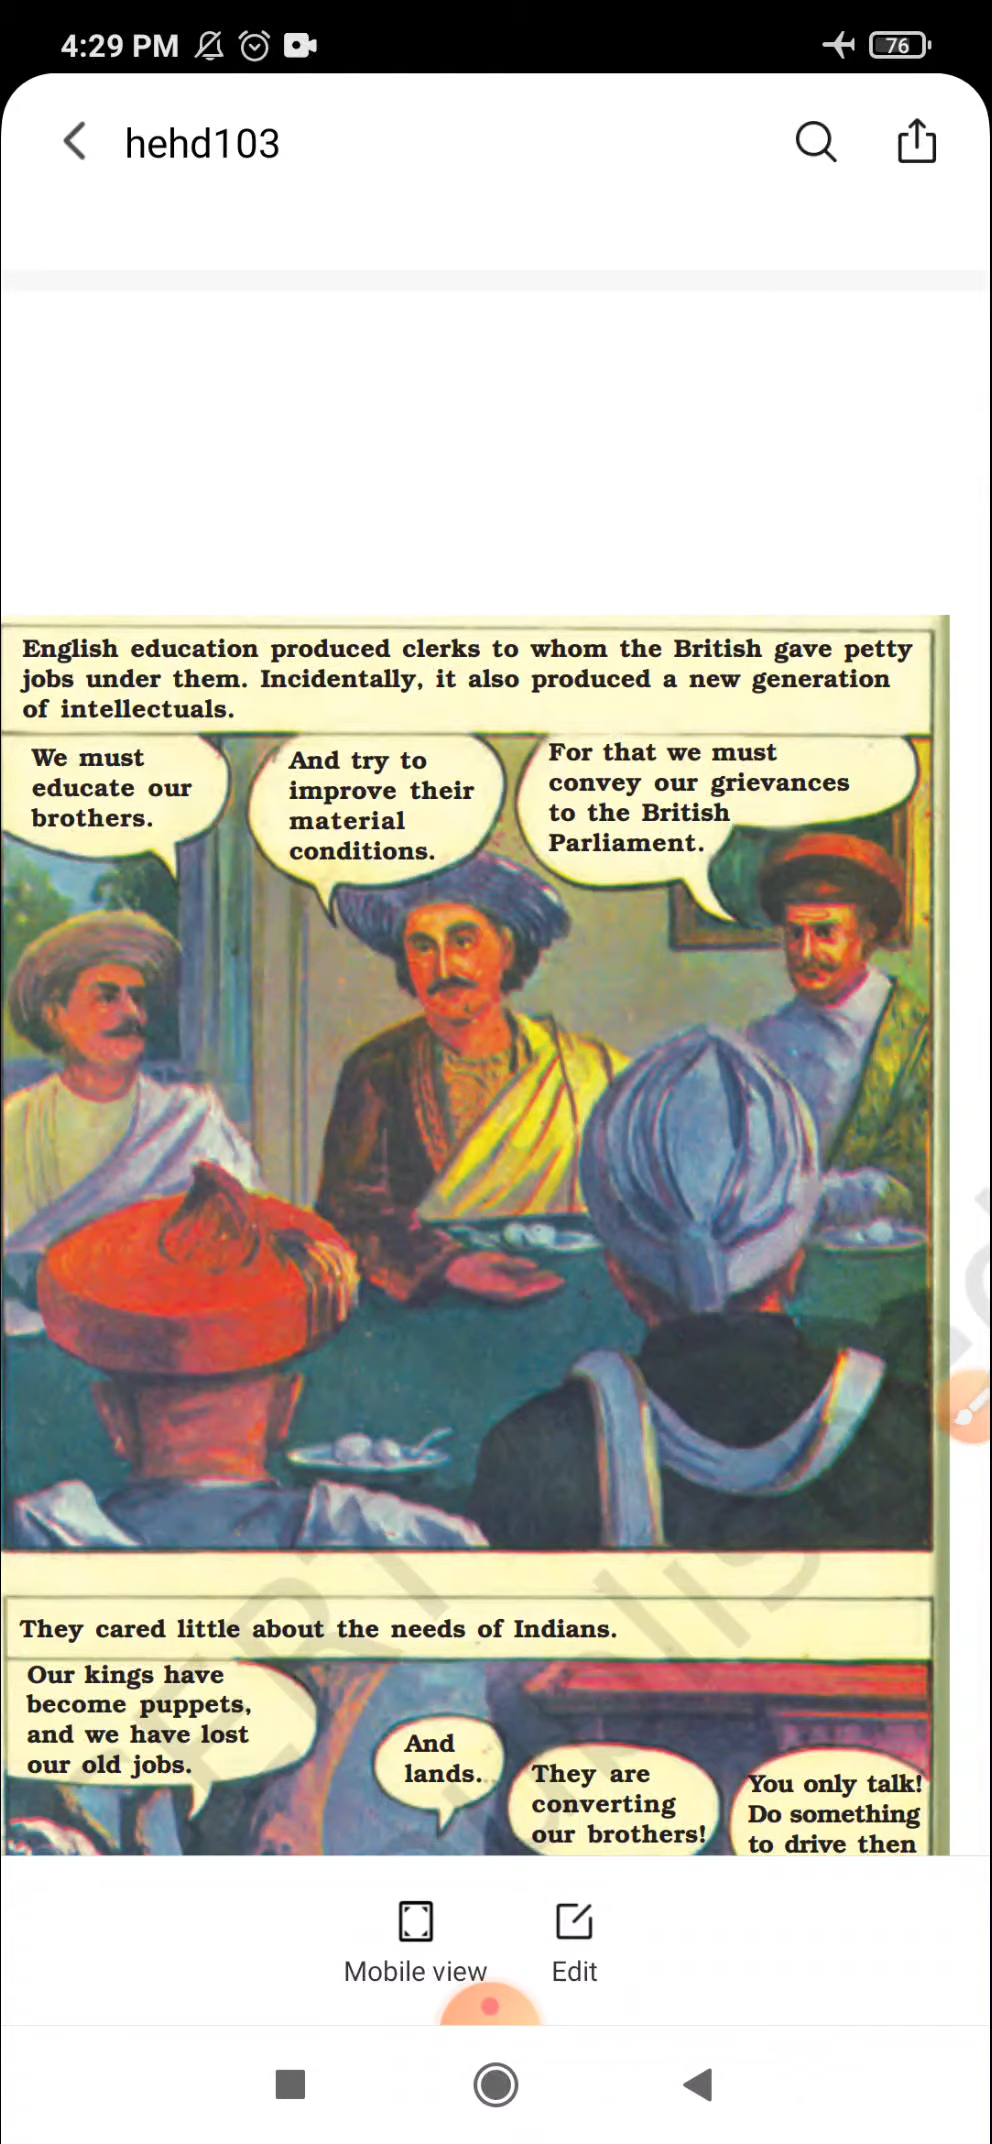 4:29 PM
76
hehd103
English education produced clerks to whom the British gave petty
jobs under them. Incidentally, it also produced a new generation
of intellectuals.
We must
educate our
brothers.
And try to
improve their
material
conditions.
For that we must
convey our grievances
to the British
Parliament.
They cared little about the needs of Indians.
Our kings have
become puppets,
and we have lost
our old jobs.
And
lands.
They are
converting
our brothers!
You only talk!
Do something
to drive then
Mobile view
Edit